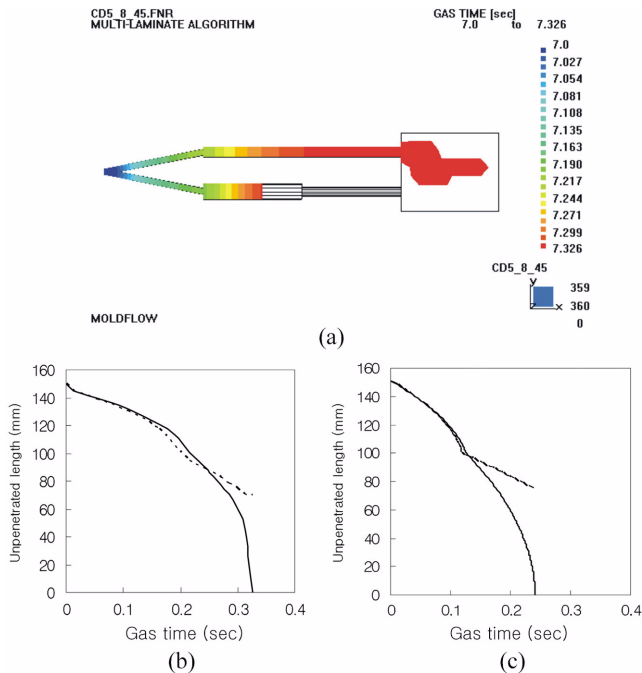 CD5_8_45.FNR
MULTI-LAMINATE ALGORITHM
GAS TIME [sec]
7.0 to 7.326
7.0
7.027
7.054
7.081
7.108
7.135
7.163
7.190
7.217
7.244
7.271
7.299
7.326
CD5_8_45
y
359
x 360
z 0
MOLDFLOW
(a)
Unpenetrated length (mm)
160
140
120
100
80
60
40
20
0
0 0.1 0.2 0.3 0.4
Gas time (sec)
(b)
Unpenetrated length (mm)
160
140
120
100
80
60
40
20
0
0 0.1 0.2 0.3 0.4
Gas time (sec)
(c)